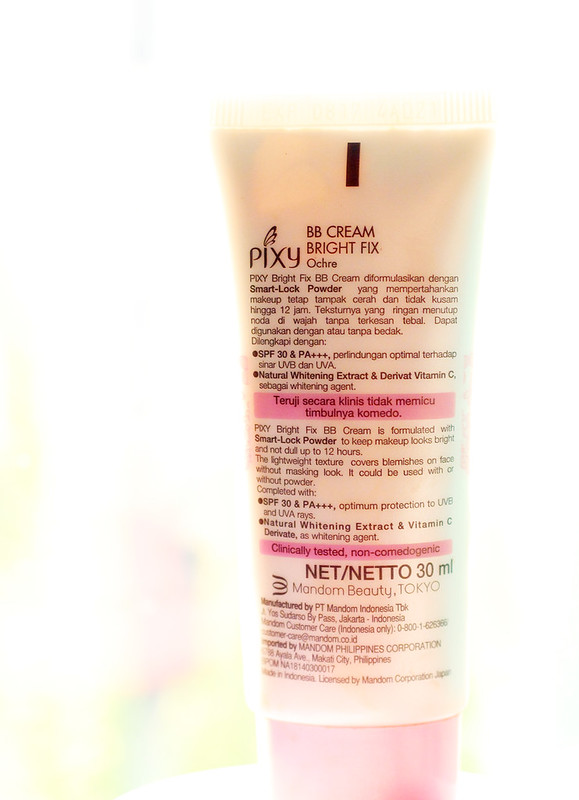 PIXY
BB CREAM
BRIGHT FIX
Ochre
PIXY Bright Fix BB Cream diformulasikan dengan
Smart-Lock Powder yang mempertahankan
makeup tetap tampak cerah dan tidak kusam
hingga 12 jam. Teksturnya yang ringan menutup
noda di wajah tanpa terkesan tebal. Dapat
digunakan dengan atau tanpa bedak.
Dilengkapi dengan:
●SPF 30 & PA+++, perlindungan optimal terhadap
sinar UVB dan UVA.
●Natural Whitening Extract & Derivat Vitamin C,
sebagai whitening agent.
Teruji secara klinis tidak memicu
timbulnya komedo.
PIXY Bright Fix BB Cream is formulated with
Smart-Lock Powder to keep makeup looks bright
and not dull up to 12 hours.
The lightweight texture covers blemishes on face
without masking look. It could be used with or
without powder.
Completed with:
●SPF 30 & PA+++, optimum protection to UVB
and UVA rays.
●Natural Whitening Extract & Vitamin C
Derivate, as whitening agent.
Clinically tested, non-comedogenic
NET/NETTO 30 ml
Mandom Beauty, TOKYO
Manufactured by PT Mandom Indonesia Tbk
Jl. Yos Sudarso By Pass, Jakarta - Indonesia
Mandom Customer Care (Indonesia only): 0-800-1-626366
customer-care@mandom.co.id
Imported by MANDOM PHILIPPINES CORPORATION
Ayala Ave., Makati City, Philippines
NA18140300017
Made in Indonesia. Licensed by Mandom Corporation Japan